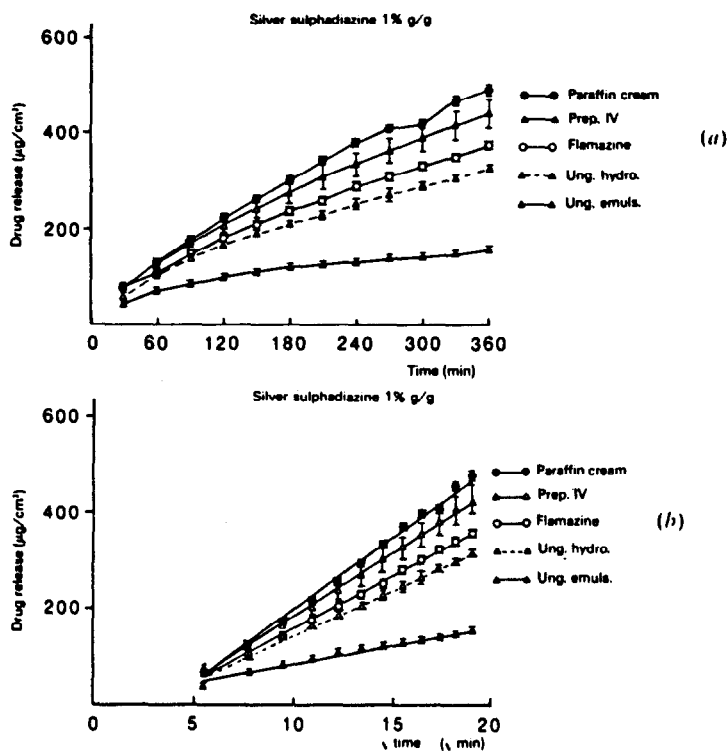 Silver sulphadiazine 1% g/g
600
400
200
0 60 120 180 240 300 360
Drug release (µg/cm²)
Time (min)
Paraffin cream
Prep. IV
Flamazine
Ung. hydro.
Ung. emuls.
(a)
Silver sulphadiazine 1% g/g
600
400
200
0 5 10 15 20
Drug release (µg/cm²)
√ time (√ min)
Paraffin cream
Prep. IV
Flamazine
Ung. hydro.
Ung. emuls.
(b)